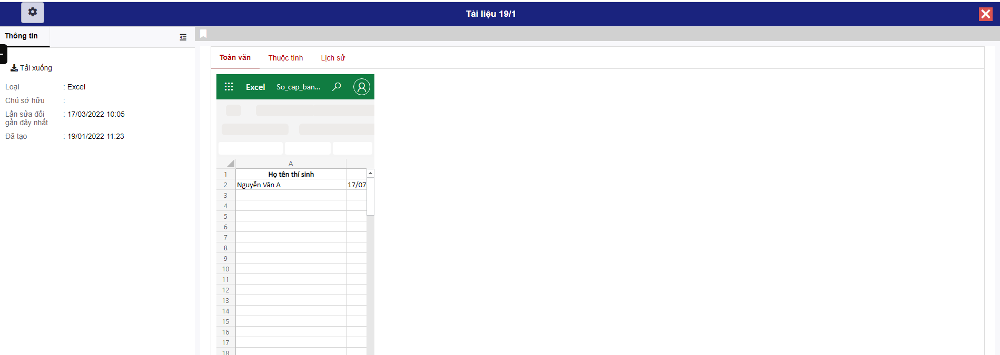 Tài liệu 19/1
Thông tin
Tải xuống
Loại : Excel
Chủ sở hữu :
Lần sửa đổi gần đây nhất : 17/03/2022 10:05
Đã tạo : 19/01/2022 11:23
Toàn văn Thuộc tính Lịch sử
Excel So_cap_ban...
A
1 Họ tên thí sinh
2 Nguyễn Văn A 17/07
3
4
5
6
7
8
9
10
11
12
13
14
15
16
17
18